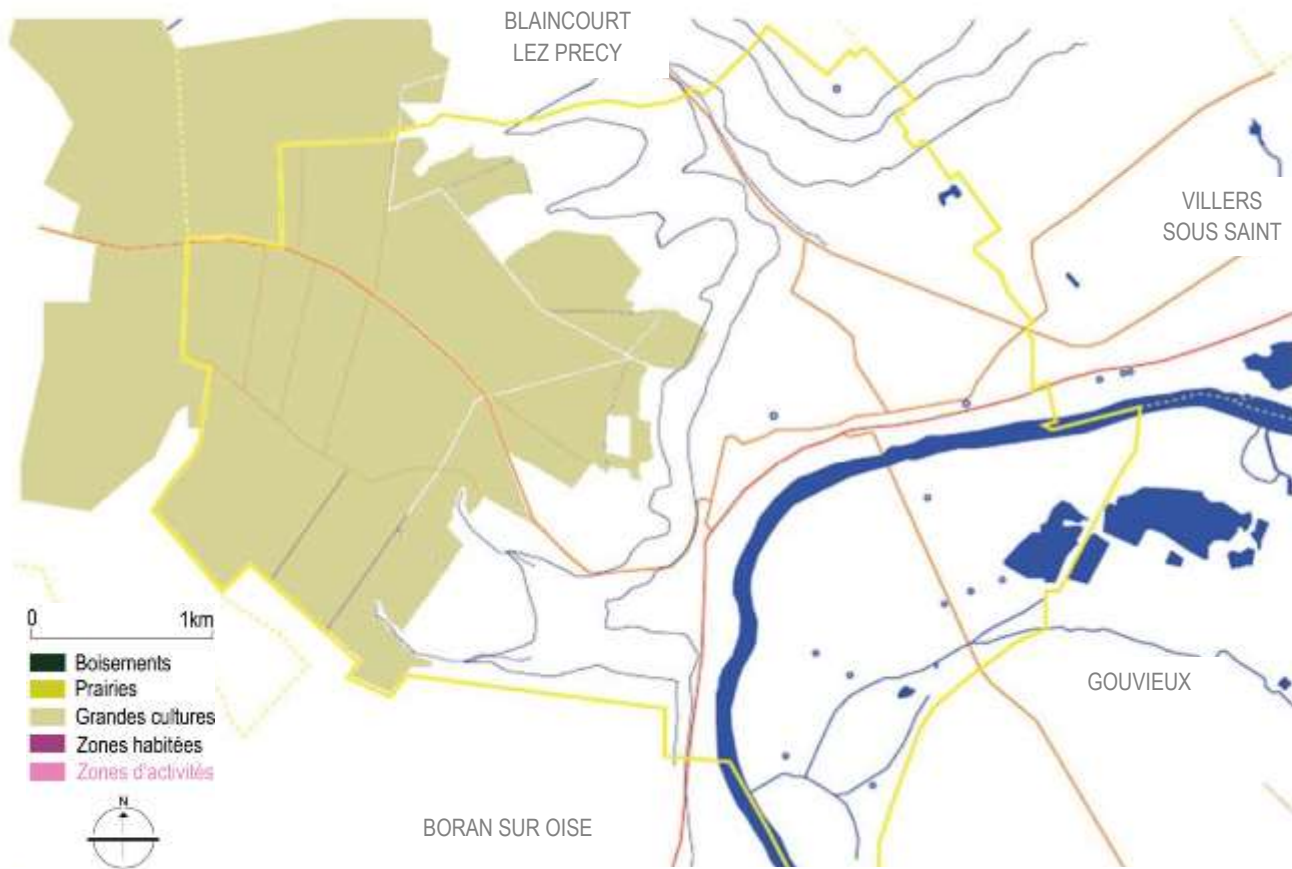 BLAINCOURT
LEZ PRECY
VILLERS
SOUS SAINT
0 1km
Boisements
Prairies
Grandes cultures
Zones habitées
Zones d'activités
N
GOUVIEUX
BORAN SUR OISE